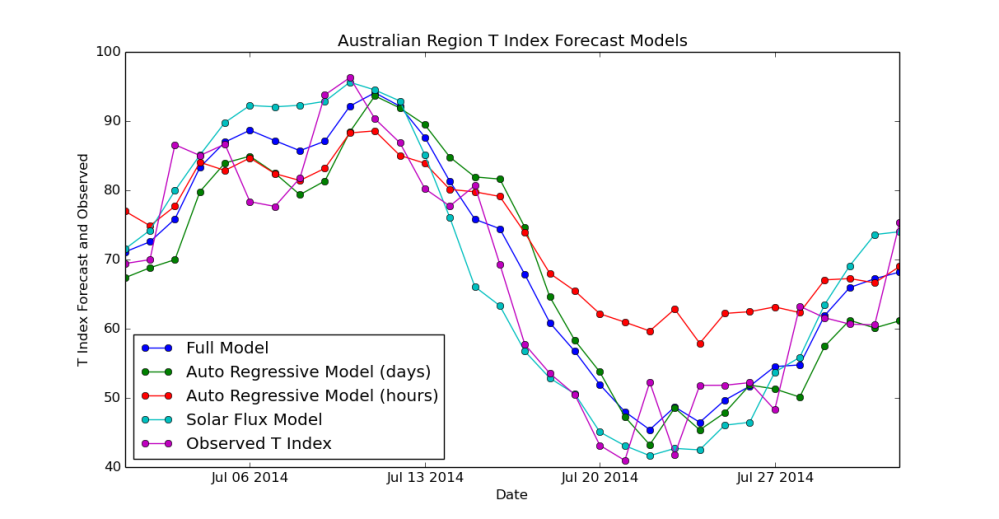 Australian Region T Index Forecast Models
100
90
80
70
60
50
40
T Index Forecast and Observed
Full Model
Auto Regressive Model (days)
Auto Regressive Model (hours)
Solar Flux Model
Observed T Index
Jul 06 2014 Jul 13 2014 Jul 20 2014 Jul 27 2014
Date